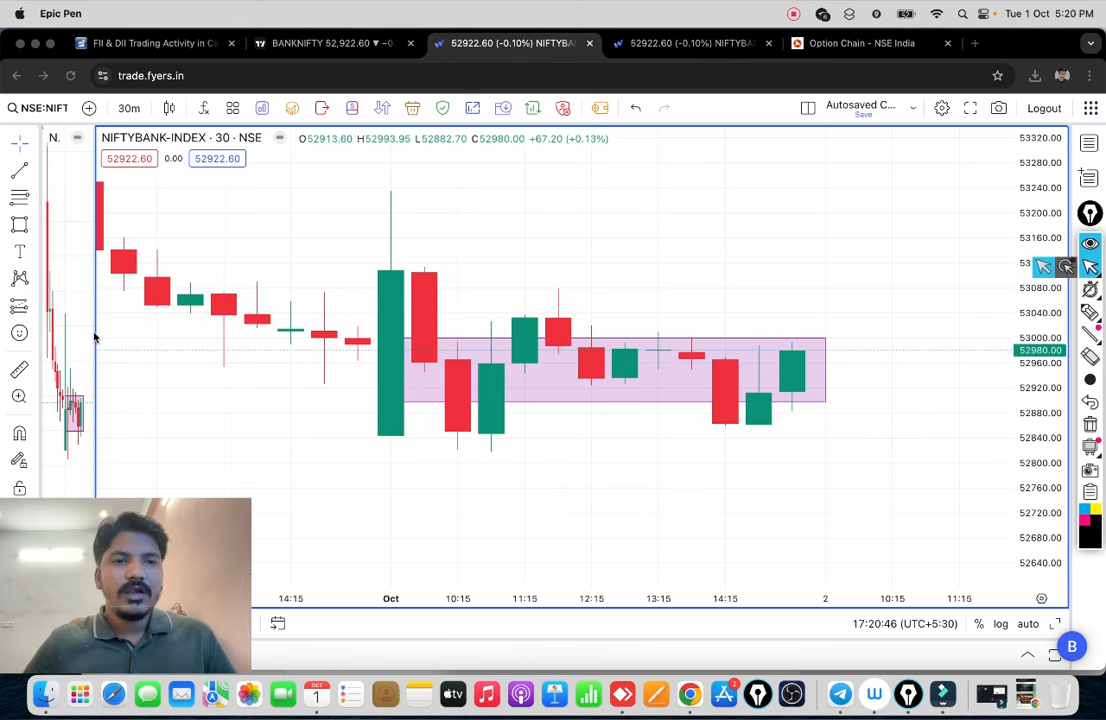 Epic Pen
Tue 1 Oct 5:20 PM
FII & DII Trading Activity in Ca
BANKNIFTY 52,922.60 ▼ −0.
52922.60 (-0.10%) NIFTYBA
52922.60 (-0.10%) NIFTYBA
Option Chain - NSE India
trade.fyers.in
NSE:NIFT
30m
Autosaved C...
Save
Logout
N.
NIFTYBANK-INDEX · 30 · NSE
O52913.60 H52993.95 L52882.70 C52980.00 +67.20 (+0.13%)
52922.60 0.00 52922.60
53320.00
53280.00
53240.00
53200.00
53160.00
53080.00
53040.00
53000.00
52980.00
52960.00
52920.00
52880.00
52840.00
52800.00
52760.00
52720.00
52680.00
52640.00
14:15 Oct 10:15 11:15 12:15 13:15 14:15 2 10:15 11:15
17:20:46 (UTC+5:30) % log auto
B
OCT
1
2
tv
W